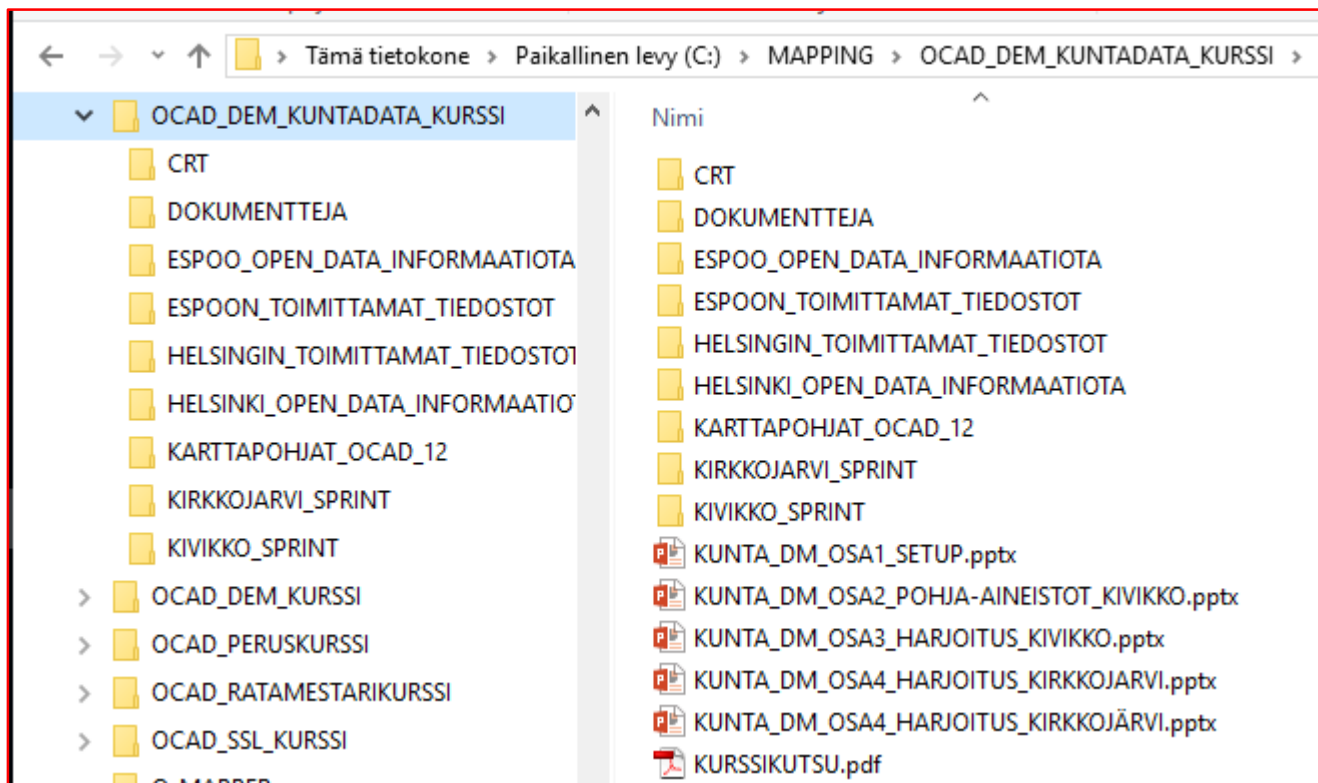 Tämä tietokone > Paikallinen levy (C:) > MAPPING > OCAD_DEM_KUNTADATA_KURSSI >
OCAD_DEM_KUNTADATA_KURSSI
CRT
DOKUMENTTEJA
ESPOO_OPEN_DATA_INFORMAATIOTA
ESPOON_TOIMITTAMAT_TIEDOSTOT
HELSINGIN_TOIMITTAMAT_TIEDOSTOT
HELSINKI_OPEN_DATA_INFORMAATIO
KARTTAPOHJAT_OCAD_12
KIRKKOJARVI_SPRINT
KIVIKKO_SPRINT
OCAD_DEM_KURSSI
OCAD_PERUSKURSSI
OCAD_RATAMESTARIKURSSI
OCAD_SSL_KURSSI
Nimi
CRT
DOKUMENTTEJA
ESPOO_OPEN_DATA_INFORMAATIOTA
ESPOON_TOIMITTAMAT_TIEDOSTOT
HELSINGIN_TOIMITTAMAT_TIEDOSTOT
HELSINKI_OPEN_DATA_INFORMAATIOTA
KARTTAPOHJAT_OCAD_12
KIRKKOJARVI_SPRINT
KIVIKKO_SPRINT
KUNTA_DM_OSA1_SETUP.pptx
KUNTA_DM_OSA2_POHJA-AINEISTOT_KIVIKKO.pptx
KUNTA_DM_OSA3_HARJOITUS_KIVIKKO.pptx
KUNTA_DM_OSA4_HARJOITUS_KIRKKOJARVI.pptx
KUNTA_DM_OSA4_HARJOITUS_KIRKKOJÄRVI.pptx
KURSSIKUTSU.pdf